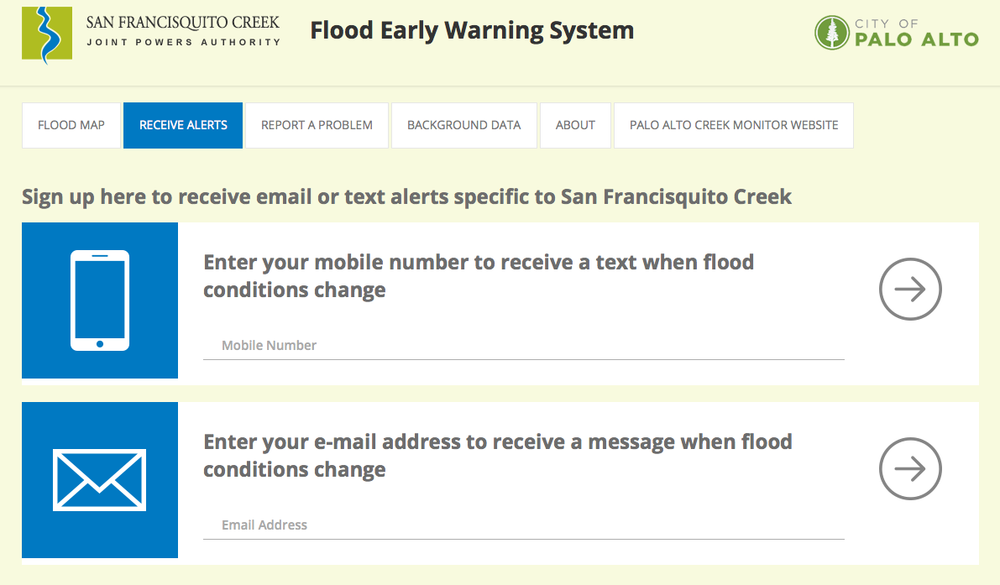 SAN FRANCISQUITO CREEK
JOINT POWERS AUTHORITY
Flood Early Warning System
CITY OF
PALO ALTO
FLOOD MAP
RECEIVE ALERTS
REPORT A PROBLEM
BACKGROUND DATA
ABOUT
PALO ALTO CREEK MONITOR WEBSITE
Sign up here to receive email or text alerts specific to San Francisquito Creek
Enter your mobile number to receive a text when flood
conditions change
Mobile Number
Enter your e-mail address to receive a message when flood
conditions change
Email Address